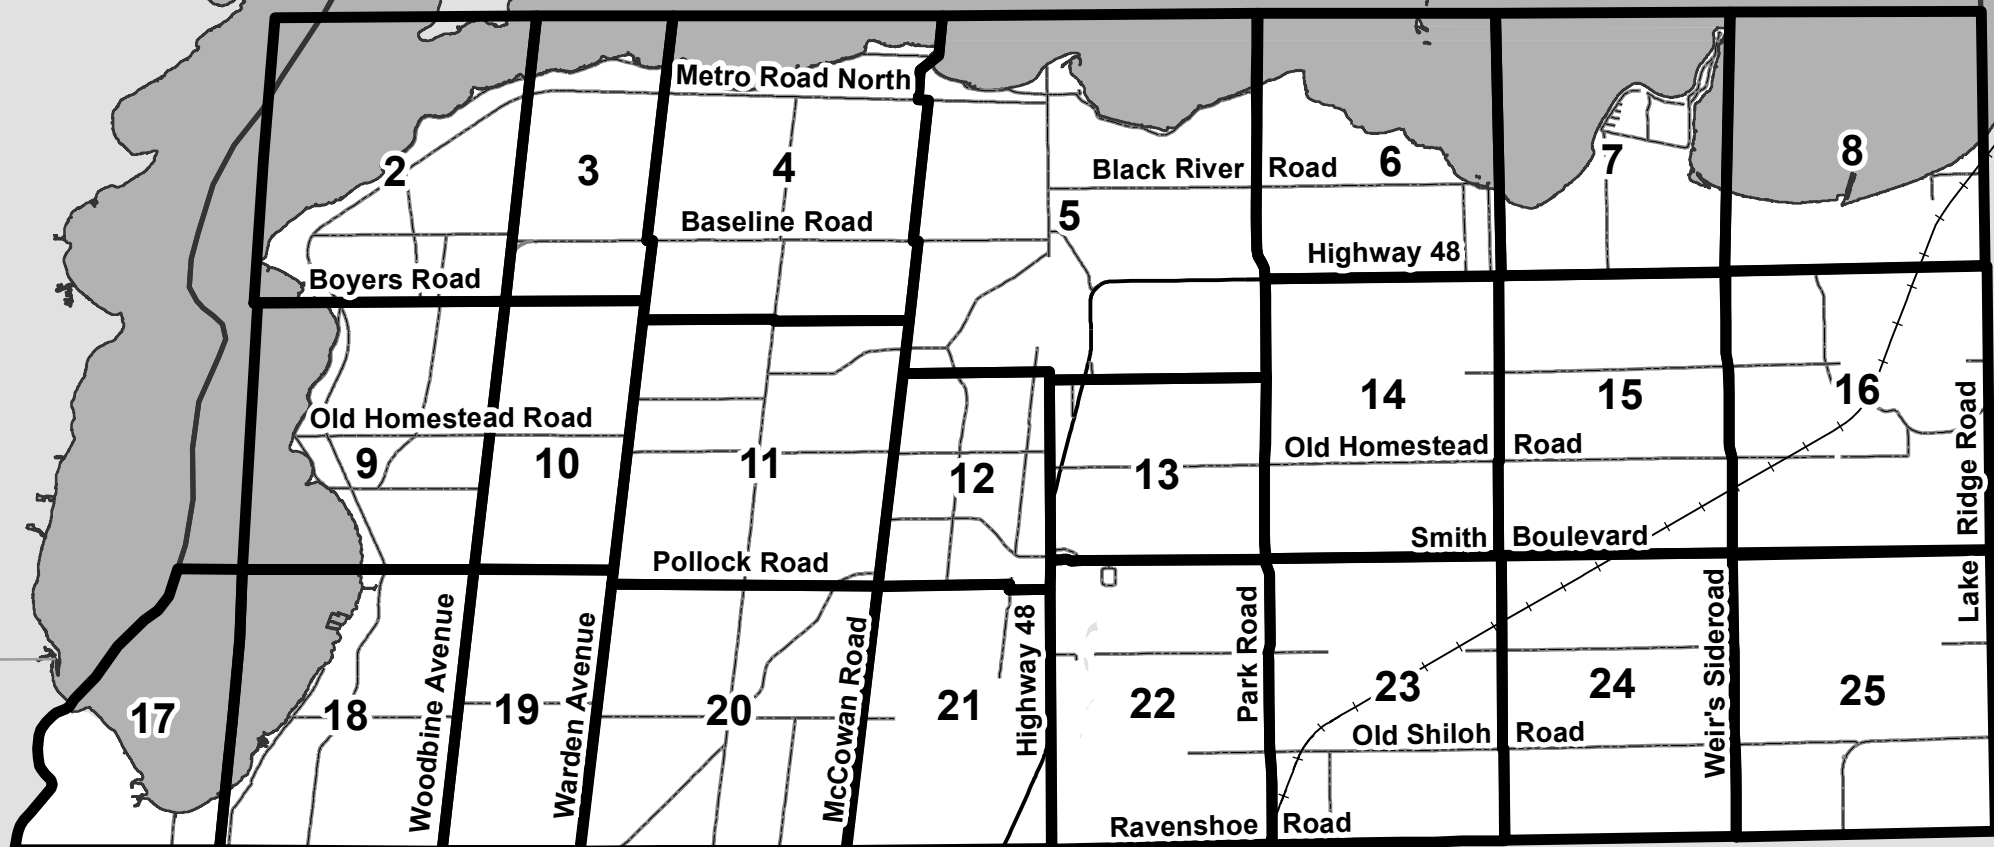 Metro Road North
2
3
4
Black River Road
6
7
8
5
Baseline Road
Highway 48
Boyers Road
Old Homestead Road
9
10
11
12
13
14
15
16
Old Homestead Road
Lake Ridge Road
Smith Boulevard
Pollock Road
Woodbine Avenue
Warden Avenue
McCowan Road
Highway 48
Park Road
Weir's Sideroad
17
18
19
20
21
22
23
24
25
Old Shiloh Road
Ravenshoe Road